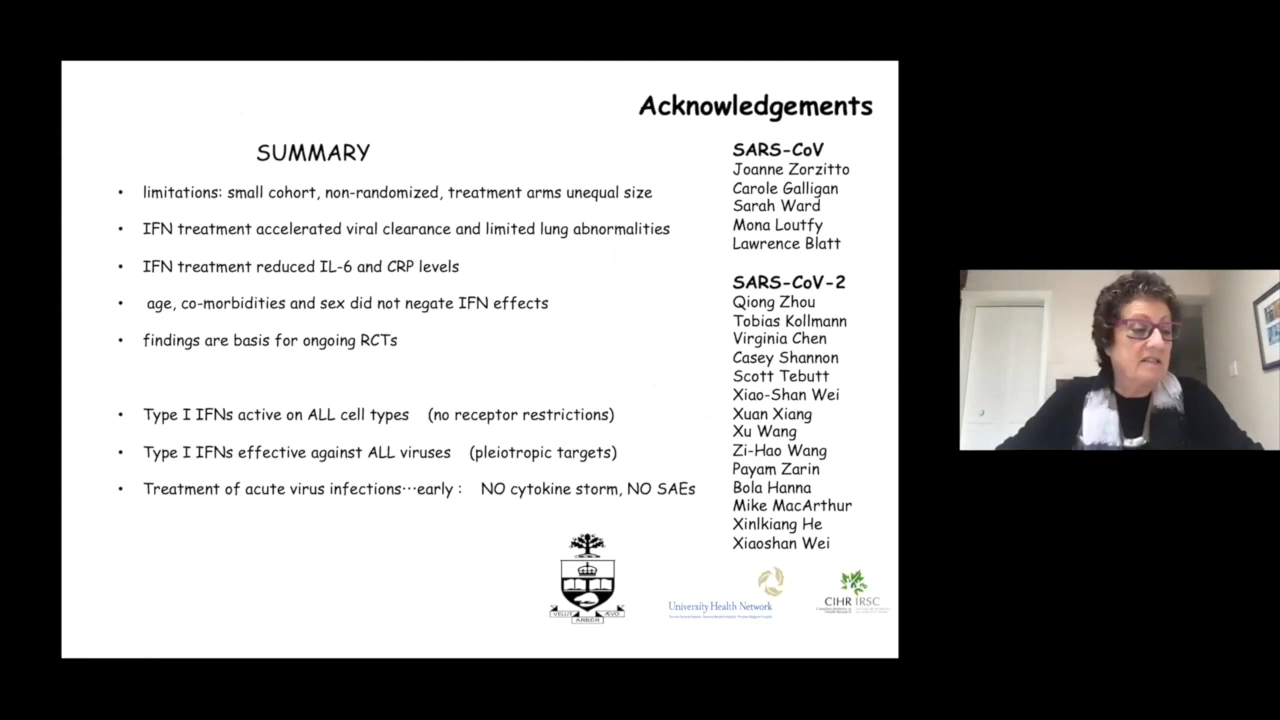 Acknowledgements
SUMMARY
• limitations: small cohort, non-randomized, treatment arms unequal size
• IFN treatment accelerated viral clearance and limited lung abnormalities
• IFN treatment reduced IL-6 and CRP levels
• age, co-morbidities and sex did not negate IFN effects
• findings are basis for ongoing RCTs
• Type I IFNs active on ALL cell types (no receptor restrictions)
• Type I IFNs effective against ALL viruses (pleiotropic targets)
• Treatment of acute virus infections···early : NO cytokine storm, NO SAEs
SARS-CoV
Joanne Zorzitto
Carole Galligan
Sarah Ward
Mona Loutfy
Lawrence Blatt
SARS-CoV-2
Qiong Zhou
Tobias Kollmann
Virginia Chen
Casey Shannon
Scott Tebutt
Xiao-Shan Wei
Xuan Xiang
Xu Wang
Zi-Hao Wang
Payam Zarin
Bola Hanna
Mike MacArthur
Xinlkiang He
Xiaoshan Wei
VELUT ÆVO
ARBOR
University Health Network
CIHR IRSC